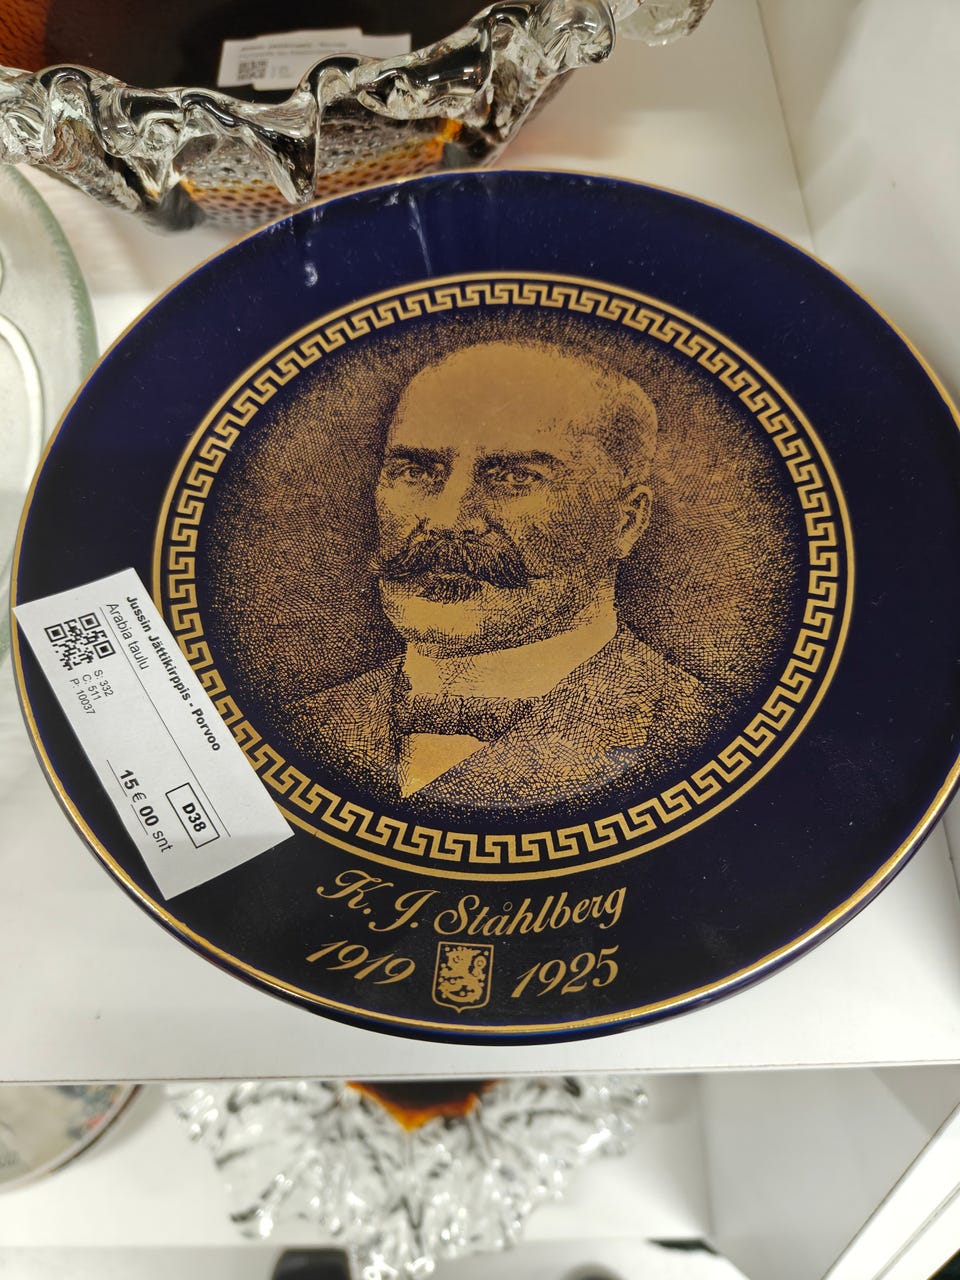 Jussin Jättikirppis - Porvoo
Arabia taulu
S: 332
C: 511
P: 10037
D38
15 € 00 snt
K. J. Ståhlberg
1919 1925